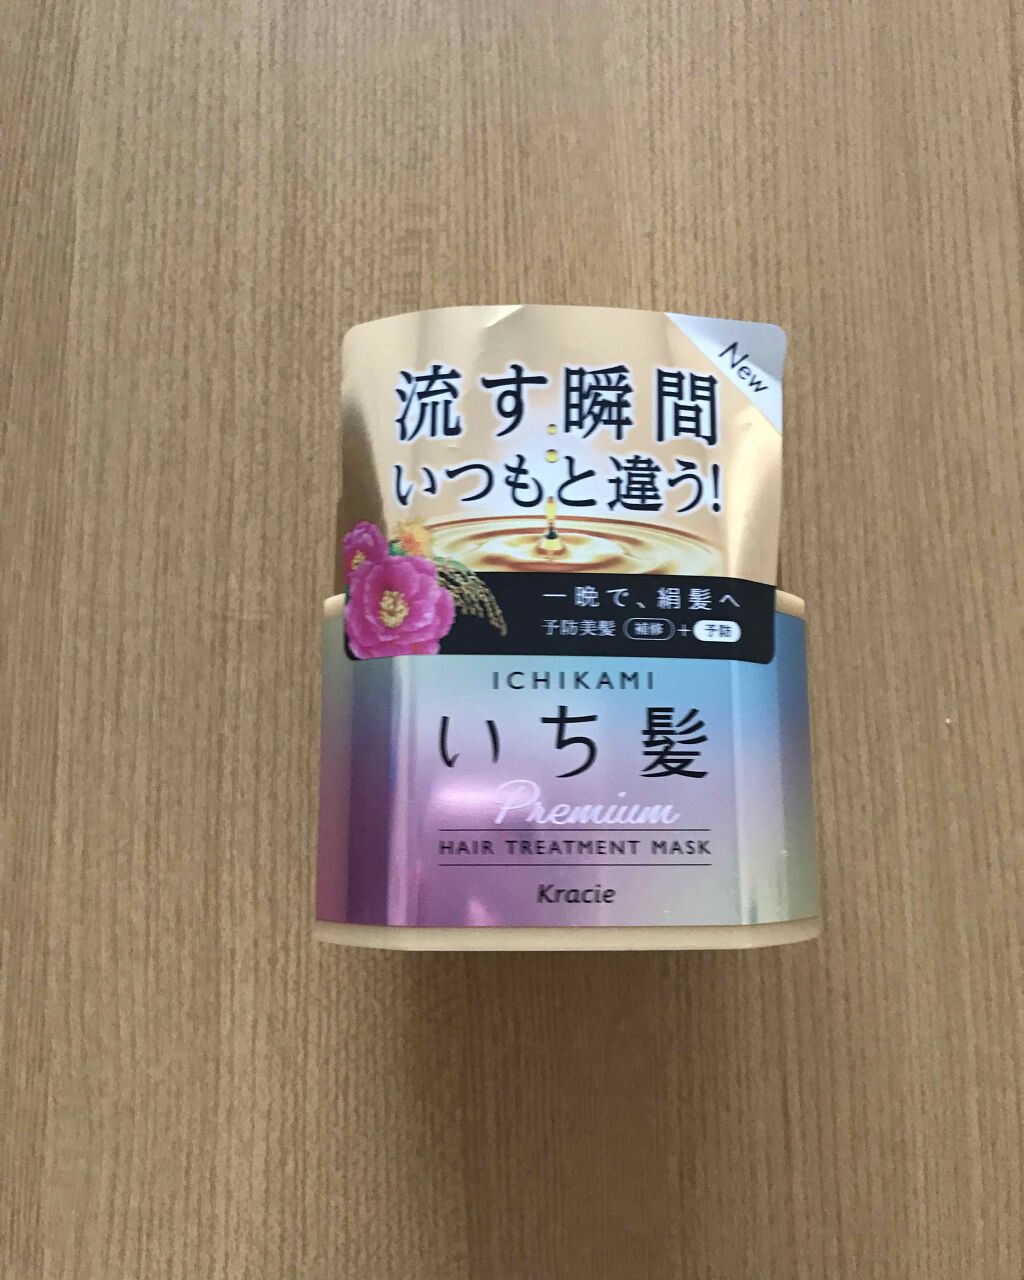 New
流す瞬間
いつもと違う!
一晩で、絹髪へ
予防美髪 補修+予防
ICHIKAMI
いち髪
Premium
HAIR TREATMENT MASK
Kracie